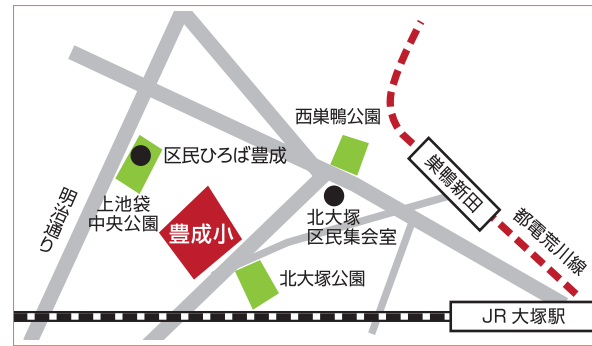 西巣鴨公園
区民ひろば豊成
巣鴨新田
明治通り
上池袋
中央公園
豊成小
北大塚
区民集会室
都電荒川線
北大塚公園
JR 大塚駅